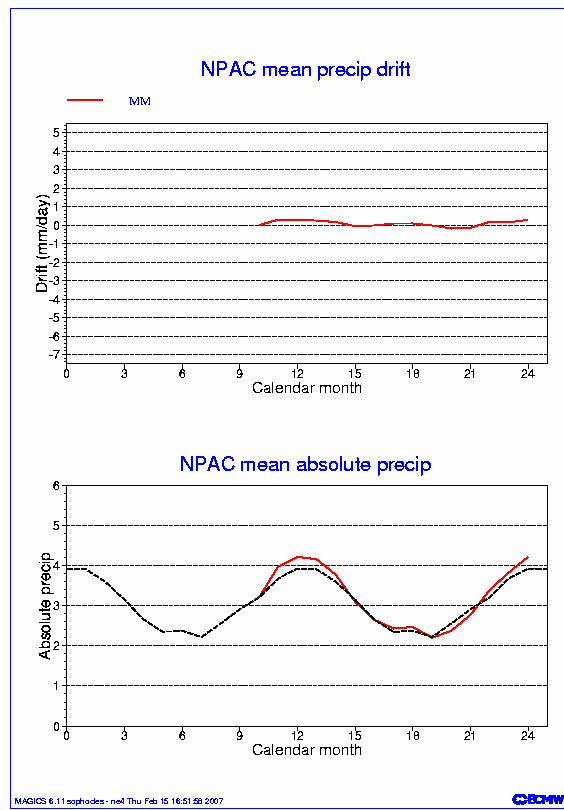 NPAC mean precip drift
MM
5
4
3
2
1
0
-1
-2
-3
-4
-5
-6
-7
Drift (mm/day)
0 3 6 9 12 15 18 21 24
Calendar month
NPAC mean absolute precip
6
5
4
3
2
1
0
Absolute precip
0 3 6 9 12 15 18 21 24
Calendar month
MAGICS 6.11 sophodes - ne4 Thu Feb 15 16:51:58 2007